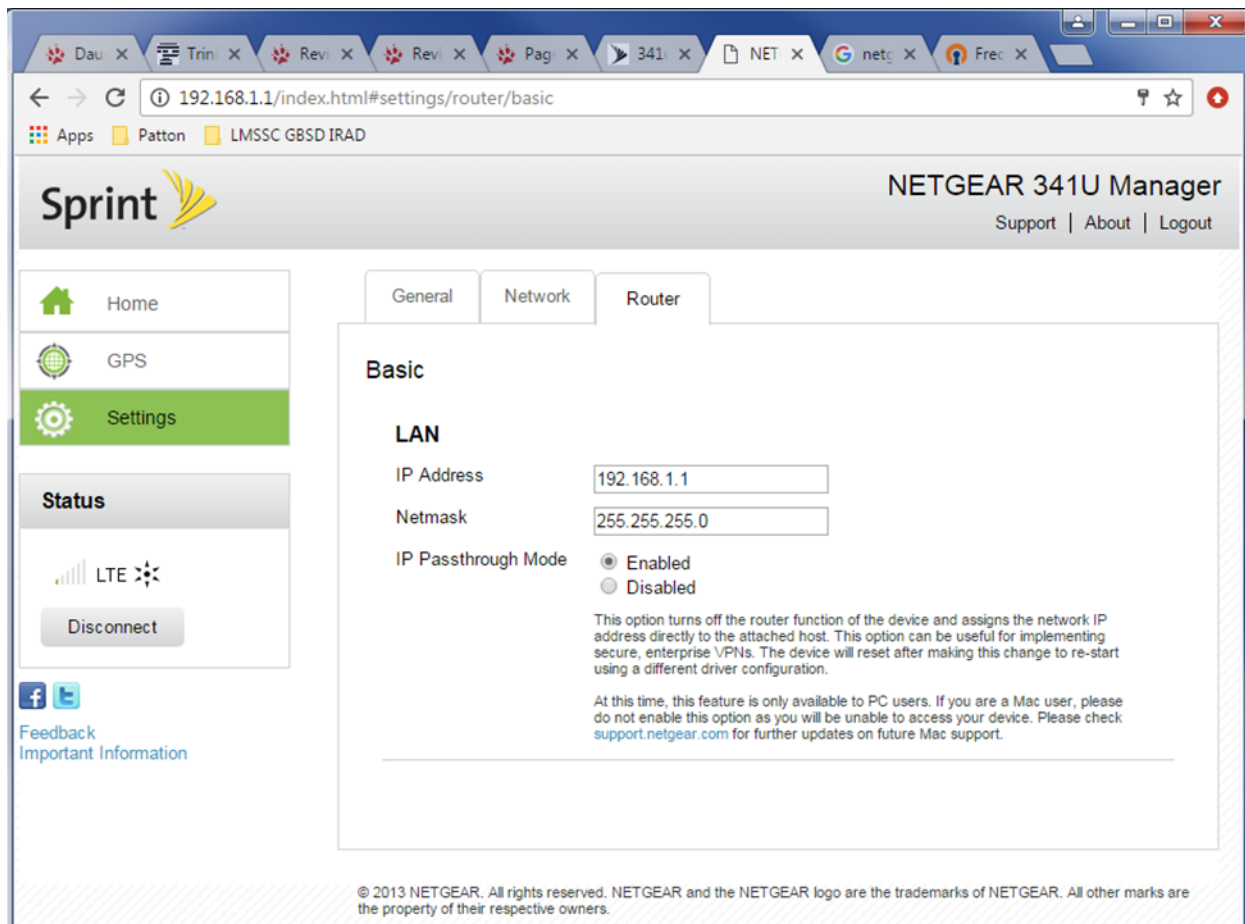 Dau
Trini
Revi
Revi
Page
341u
NET
netg
Frec
192.168.1.1/index.html#settings/router/basic
Apps
Patton
LMSSC GBSD IRAD
Sprint
NETGEAR 341U Manager
Support | About | Logout
Home
GPS
Settings
Status
LTE
Disconnect
Feedback
Important Information
General
Network
Router
Basic
LAN
IP Address
192.168.1.1
Netmask
255.255.255.0
IP Passthrough Mode
Enabled
Disabled
This option turns off the router function of the device and assigns the network IP
address directly to the attached host. This option can be useful for implementing
secure, enterprise VPNs. The device will reset after making this change to re-start
using a different driver configuration.
At this time, this feature is only available to PC users. If you are a Mac user, please
do not enable this option as you will be unable to access your device. Please check
support.netgear.com for further updates on future Mac support.
© 2013 NETGEAR. All rights reserved. NETGEAR and the NETGEAR logo are the trademarks of NETGEAR. All other marks are
the property of their respective owners.